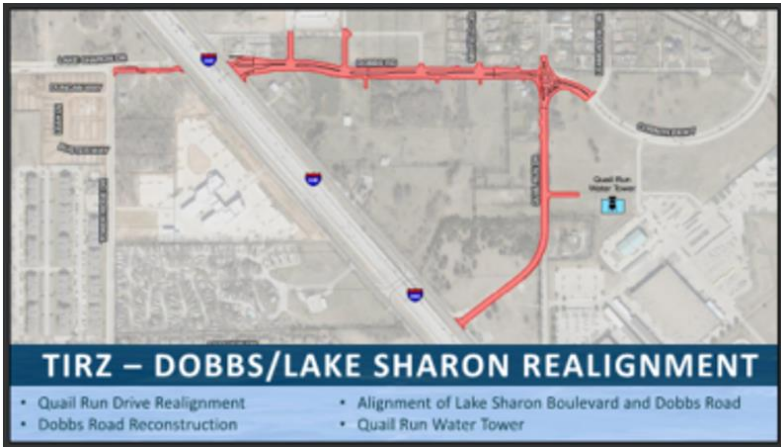 LAKE SHARON DR
DOBBS RD
Quail Run
Water Tower
TIRZ – DOBBS/LAKE SHARON REALIGNMENT
• Quail Run Drive Realignment
• Dobbs Road Reconstruction
• Alignment of Lake Sharon Boulevard and Dobbs Road
• Quail Run Water Tower